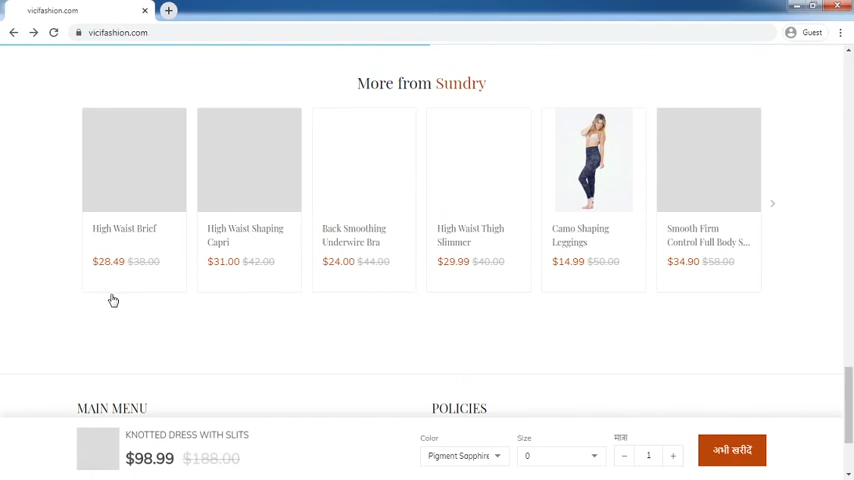 vicifashion.com
vicifashion.com
Guest
More from Sundry
High Waist Brief
$28.49 $38.00
High Waist Shaping
Capri
$31.00 $42.00
Back Smoothing
Underwire Bra
$24.00 $44.00
High Waist Thigh
Slimmer
$29.99 $40.00
Camo Shaping
Leggings
$14.99 $50.00
Smooth Firm
Control Full Body S...
$34.90 $58.00
MAIN MENU
POLICIES
KNOTTED DRESS WITH SLITS
$98.99 $188.00
Color
Pigment Sapphire
Size
0
मात्रा
− 1 +
अभी खरीदें